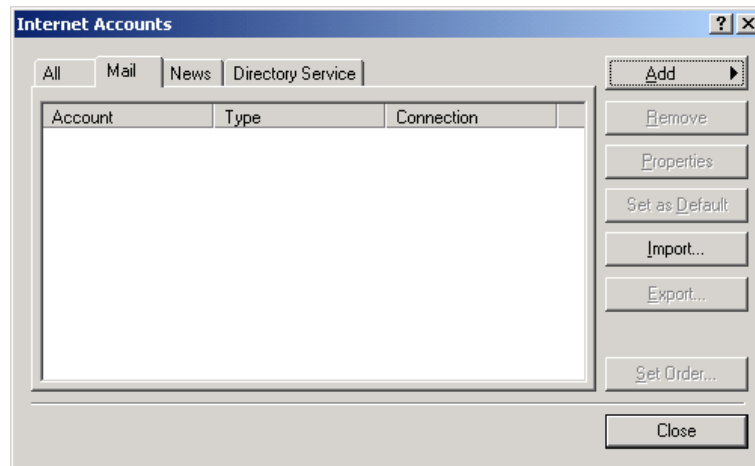 Internet Accounts
All Mail News Directory Service
Add
Account Type Connection
Remove
Properties
Set as Default
Import...
Export...
Set Order...
Close